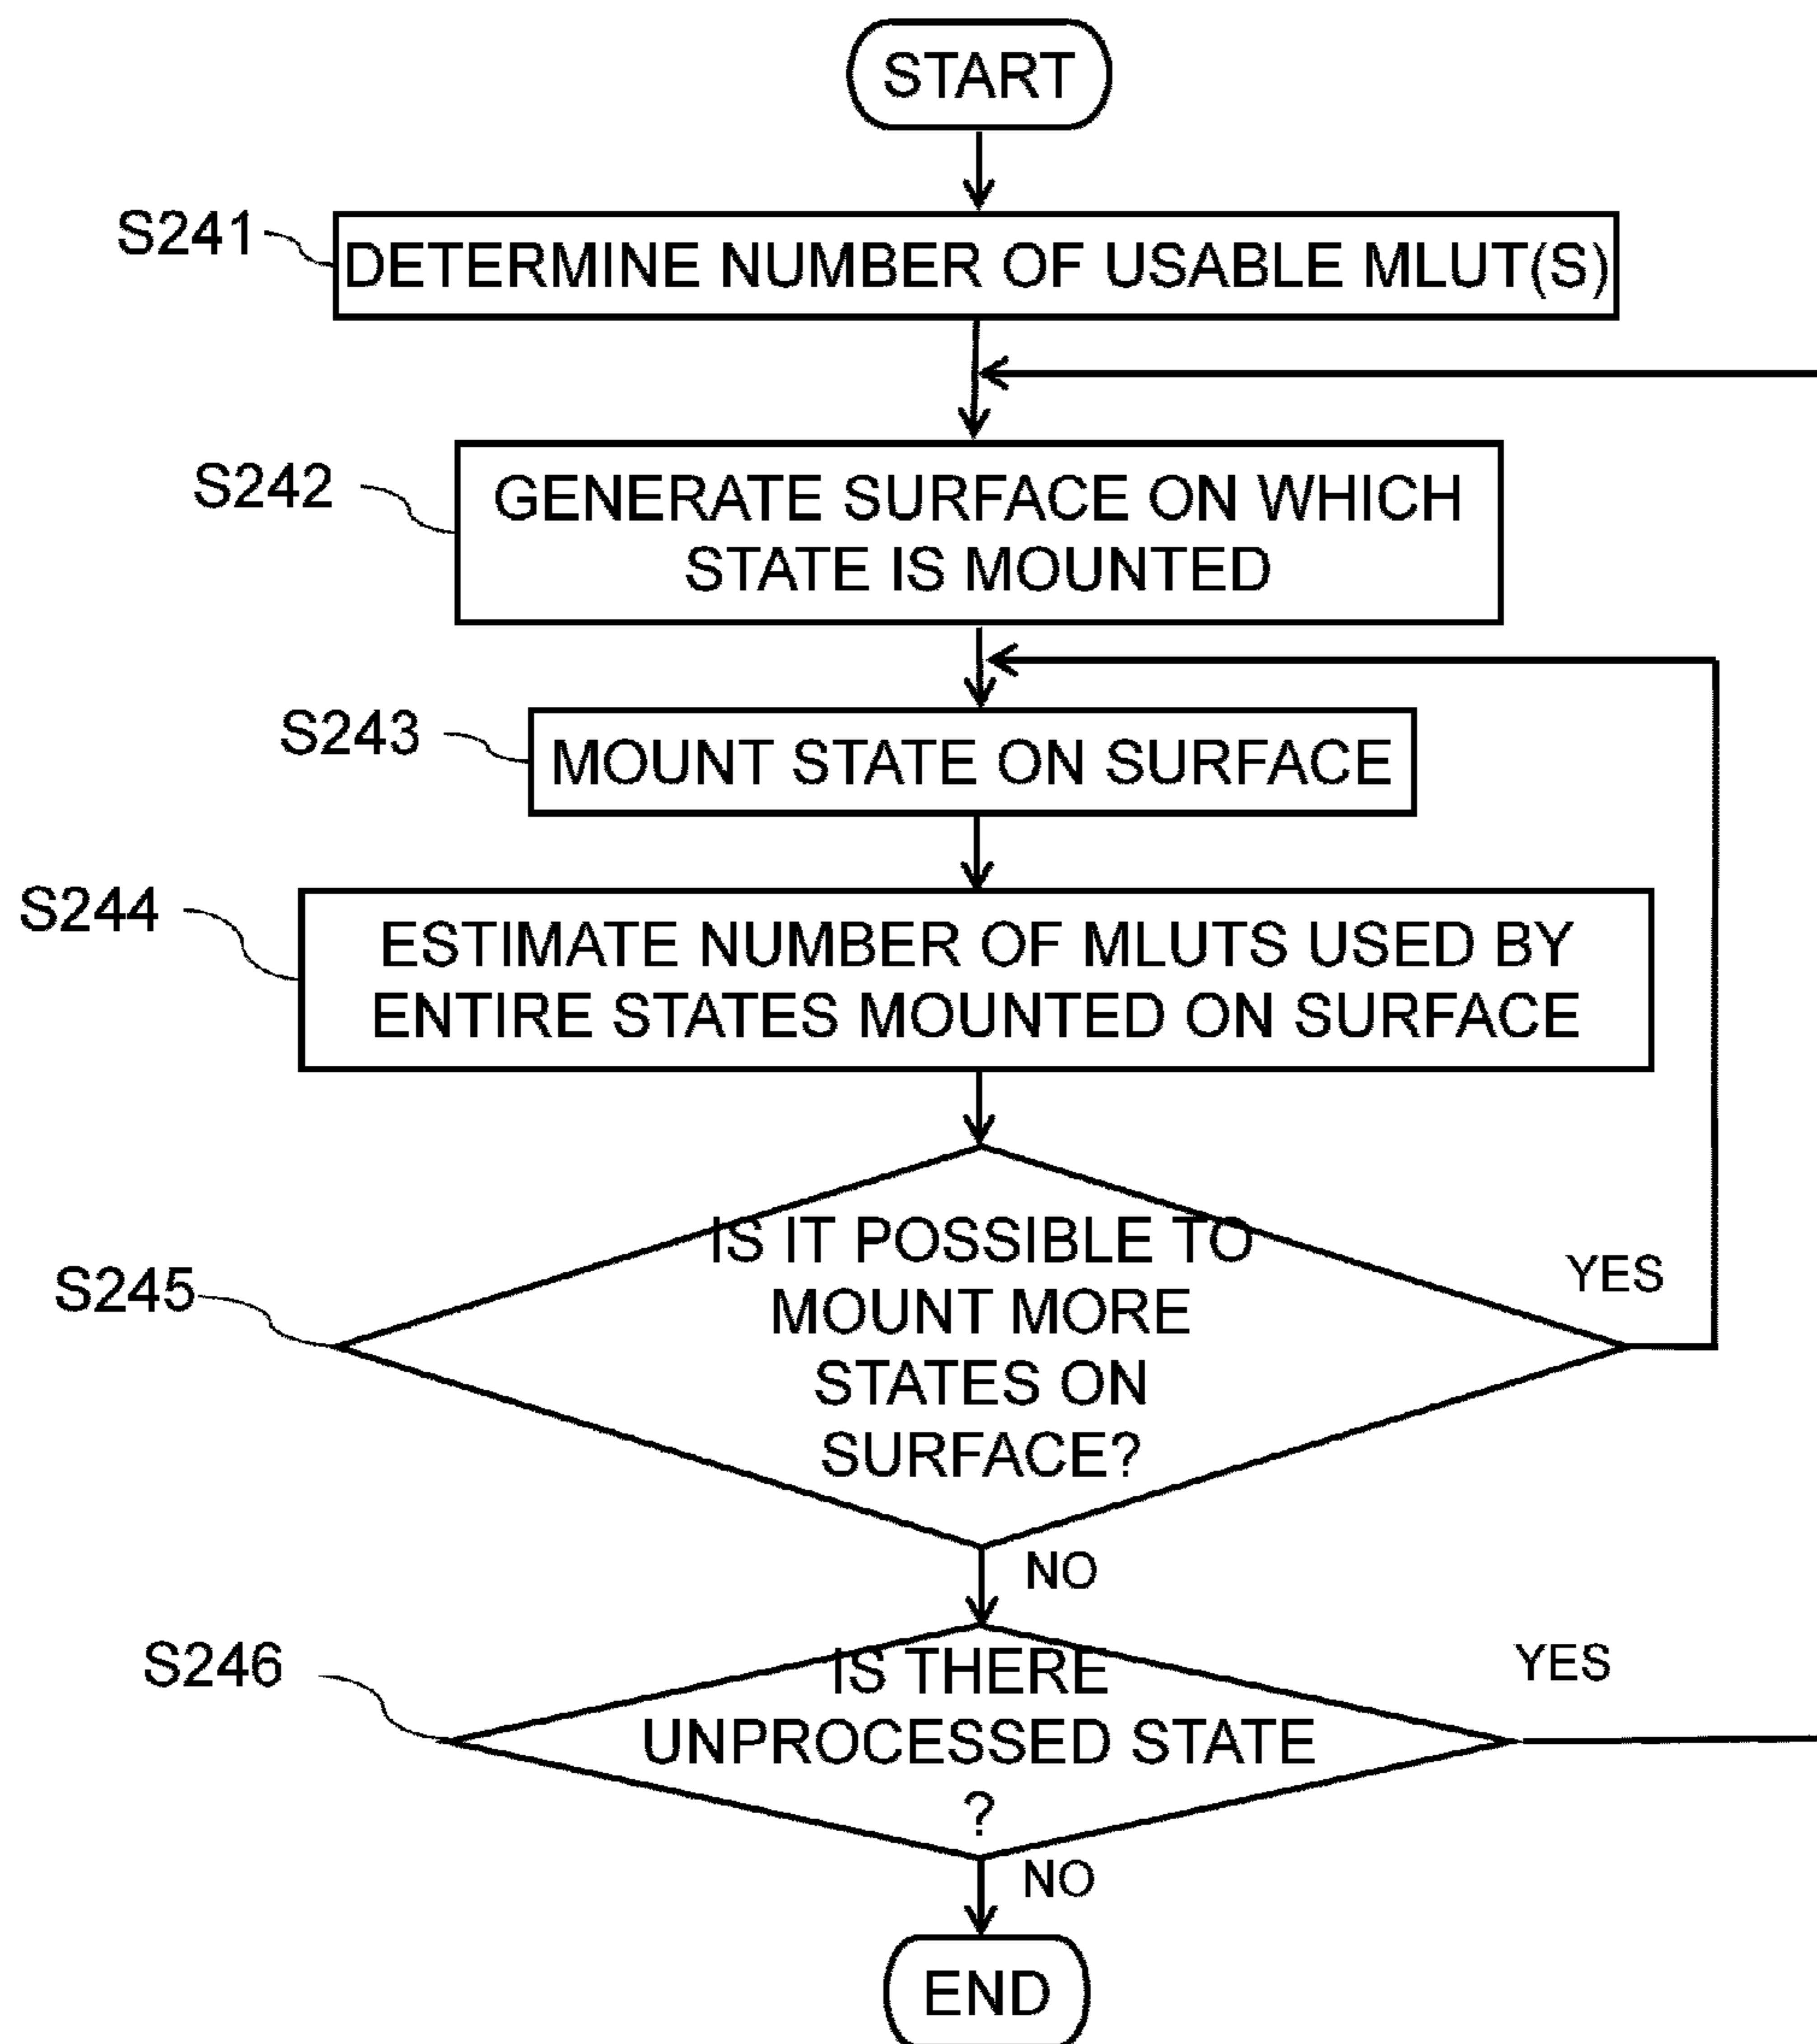 START
S241
DETERMINE NUMBER OF USABLE MLUT(S)
S242
GENERATE SURFACE ON WHICH
STATE IS MOUNTED
S243
MOUNT STATE ON SURFACE
S244
ESTIMATE NUMBER OF MLUTS USED BY
ENTIRE STATES MOUNTED ON SURFACE
S245
IS IT POSSIBLE TO
MOUNT MORE
STATES ON
SURFACE?
YES
NO
S246
IS THERE
UNPROCESSED STATE
?
YES
NO
END